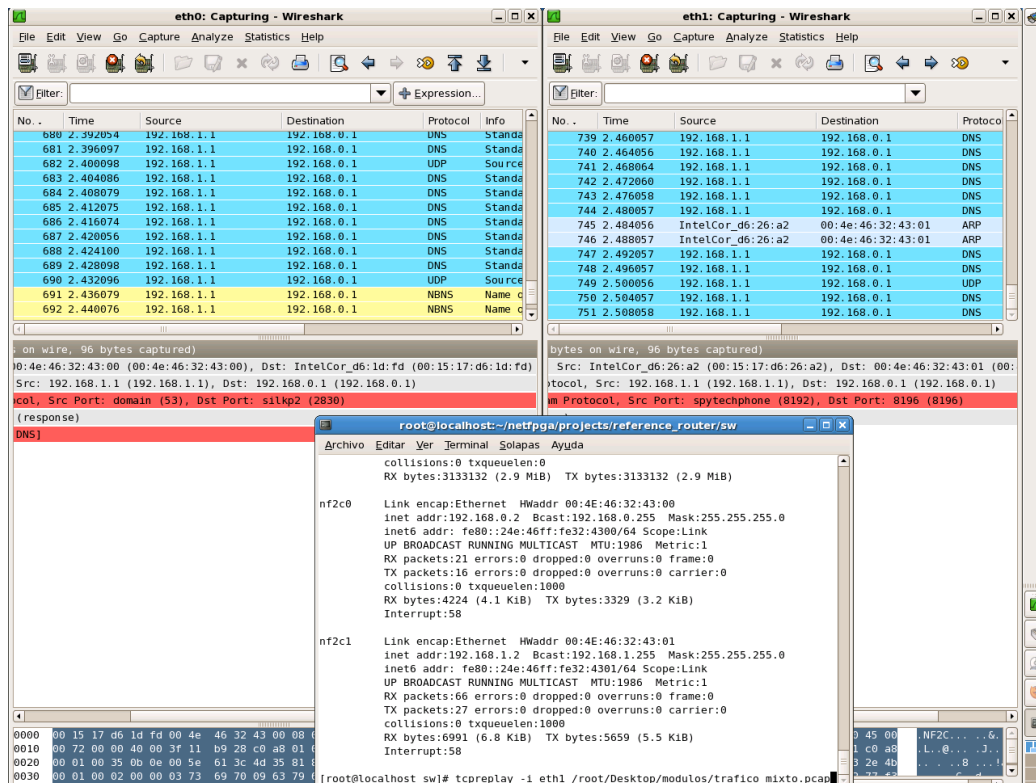 eth0: Capturing - Wireshark
File Edit View Go Capture Analyze Statistics Help
Filter:
Expression...
No. . Time Source Destination Protocol Info
680 2.392054 192.168.1.1 192.168.0.1 DNS Standa
681 2.396097 192.168.1.1 192.168.0.1 DNS Standa
682 2.400098 192.168.1.1 192.168.0.1 UDP Source
683 2.404086 192.168.1.1 192.168.0.1 DNS Standa
684 2.408079 192.168.1.1 192.168.0.1 DNS Standa
685 2.412075 192.168.1.1 192.168.0.1 DNS Standa
686 2.416074 192.168.1.1 192.168.0.1 DNS Standa
687 2.420056 192.168.1.1 192.168.0.1 DNS Standa
688 2.424100 192.168.1.1 192.168.0.1 DNS Standa
689 2.428098 192.168.1.1 192.168.0.1 DNS Standa
690 2.432096 192.168.1.1 192.168.0.1 UDP Source
691 2.436079 192.168.1.1 192.168.0.1 NBNS Name
692 2.440076 192.168.1.1 192.168.0.1 NBNS Name
on wire, 96 bytes captured)
00:4e:46:32:43:00 (00:4e:46:32:43:00), Dst: IntelCor_d6:1d:fd (00:15:17:d6:1d:fd)
Src: 192.168.1.1 (192.168.1.1), Dst: 192.168.0.1 (192.168.0.1)
col, Src Port: domain (53), Dst Port: silkp2 (2830)
(response)
DNS]
0000 00 15 17 d6 1d fd 00 4e 46 32 43 00 08
0010 00 72 00 00 40 00 3f 11 b9 28 c0 a8 01
0020 00 01 00 35 0b 0e 00 5e 61 3c 4d 35 81
0030 00 01 00 02 00 00 03 73 69 70 09 63 79
eth1: Capturing - Wireshark
File Edit View Go Capture Analyze Statistics Help
Filter:
No. . Time Source Destination Protoco
739 2.460057 192.168.1.1 192.168.0.1 DNS
740 2.464056 192.168.1.1 192.168.0.1 DNS
741 2.468064 192.168.1.1 192.168.0.1 DNS
742 2.472060 192.168.1.1 192.168.0.1 DNS
743 2.476058 192.168.1.1 192.168.0.1 DNS
744 2.480057 192.168.1.1 192.168.0.1 DNS
745 2.484056 IntelCor_d6:26:a2 00:4e:46:32:43:01 ARP
746 2.488057 IntelCor_d6:26:a2 00:4e:46:32:43:01 ARP
747 2.492057 192.168.1.1 192.168.0.1 DNS
748 2.496057 192.168.1.1 192.168.0.1 DNS
749 2.500056 192.168.1.1 192.168.0.1 UDP
750 2.504057 192.168.1.1 192.168.0.1 DNS
751 2.508058 192.168.1.1 192.168.0.1 DNS
bytes on wire, 96 bytes captured)
Src: IntelCor_d6:26:a2 (00:15:17:d6:26:a2), Dst: 00:4e:46:32:43:01 (00:
tocol, Src: 192.168.1.1 (192.168.1.1), Dst: 192.168.0.1 (192.168.0.1)
m Protocol, Src Port: spytechphone (8192), Dst Port: 8196 (8196)
45 00 .NF2C... ..&.
c0 a8 .L..@... ..J.
2e 4b
root@localhost:~/netfpga/projects/reference_router/sw
Archivo Editar Ver Terminal Solapas Ayuda
collisions:0 txqueuelen:0
RX bytes:3133132 (2.9 MiB) TX bytes:3133132 (2.9 MiB)
nf2c0 Link encap:Ethernet HWaddr 00:4E:46:32:43:00
inet addr:192.168.0.2 Bcast:192.168.0.255 Mask:255.255.255.0
inet6 addr: fe80::24e:46ff:fe32:4300/64 Scope:Link
UP BROADCAST RUNNING MULTICAST MTU:1986 Metric:1
RX packets:21 errors:0 dropped:0 overruns:0 frame:0
TX packets:16 errors:0 dropped:0 overruns:0 carrier:0
collisions:0 txqueuelen:1000
RX bytes:4224 (4.1 KiB) TX bytes:3329 (3.2 KiB)
Interrupt:58
nf2c1 Link encap:Ethernet HWaddr 00:4E:46:32:43:01
inet addr:192.168.1.2 Bcast:192.168.1.255 Mask:255.255.255.0
inet6 addr: fe80::24e:46ff:fe32:4301/64 Scope:Link
UP BROADCAST RUNNING MULTICAST MTU:1986 Metric:1
RX packets:66 errors:0 dropped:0 overruns:0 frame:0
TX packets:27 errors:0 dropped:0 overruns:0 carrier:0
collisions:0 txqueuelen:1000
RX bytes:6991 (6.8 KiB) TX bytes:5659 (5.5 KiB)
Interrupt:58
[root@localhost sw]# tcpreplay -i eth1 /root/Desktop/modulos/trafico_mixto.pcap